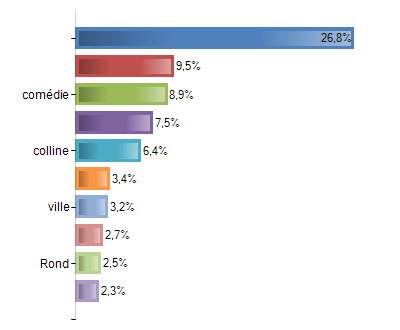 26,8%
9,5%
comédie 8,9%
7,5%
colline 6,4%
3,4%
ville 3,2%
2,7%
Rond 2,5%
2,3%